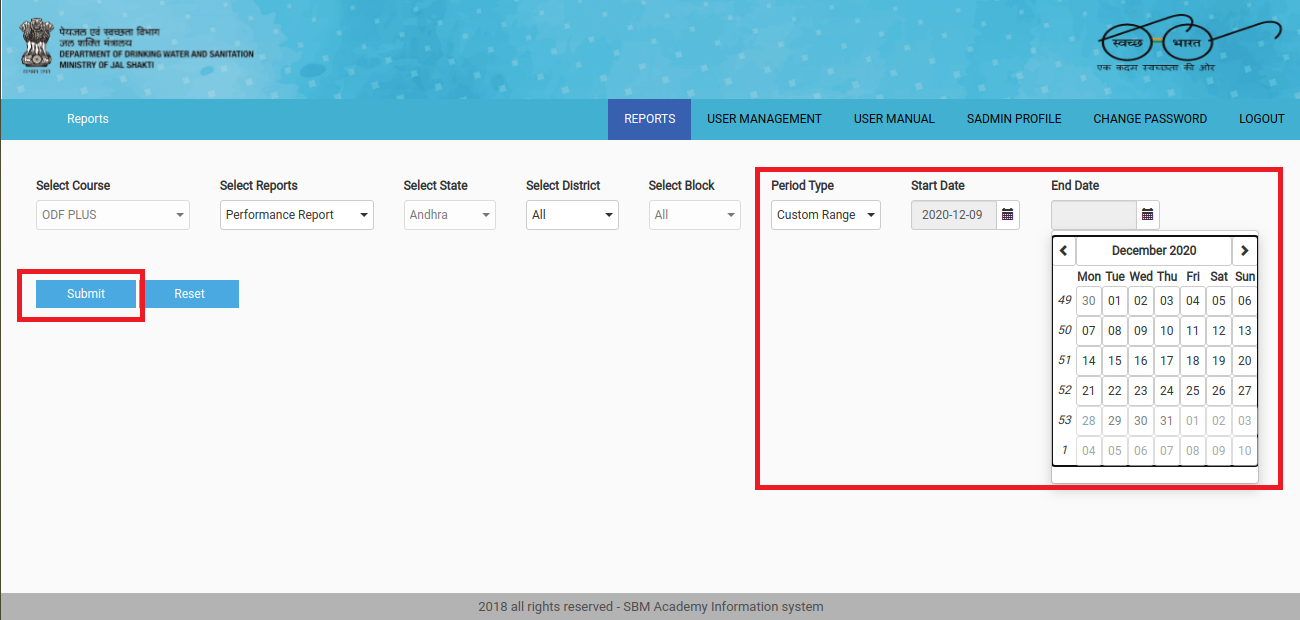 पेयजल एवं स्वच्छता विभाग
जल शक्ति मंत्रालय
DEPARTMENT OF DRINKING WATER AND SANITATION
MINISTRY OF JAL SHAKTI
सत्यमेव जयते
स्वच्छ भारत
एक कदम स्वच्छता की ओर
Reports REPORTS USER MANAGEMENT USER MANUAL SADMIN PROFILE CHANGE PASSWORD LOGOUT
Select Course Select Reports Select State Select District Select Block Period Type Start Date End Date
ODF PLUS Performance Report Andhra All All Custom Range 2020-12-09
December 2020
Mon Tue Wed Thu Fri Sat Sun
49 30 01 02 03 04 05 06
50 07 08 09 10 11 12 13
51 14 15 16 17 18 19 20
52 21 22 23 24 25 26 27
53 28 29 30 31 01 02 03
1 04 05 06 07 08 09 10
Submit Reset
2018 all rights reserved - SBM Academy Information system